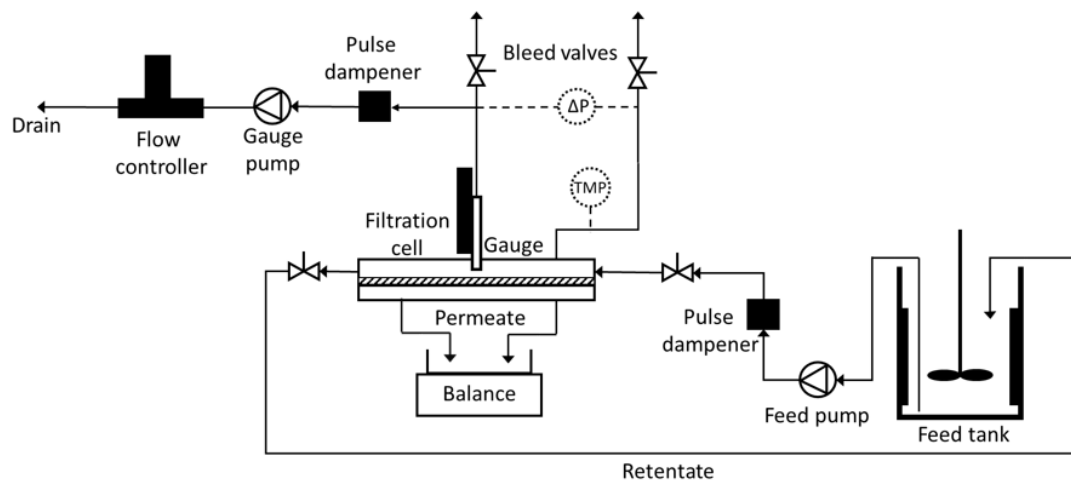 Pulse
dampener
Bleed valves
ΔP
Drain
Flow
controller
Gauge
pump
TMP
Filtration
cell
Gauge
Permeate
Balance
Pulse
dampener
Feed pump
Feed tank
Retentate